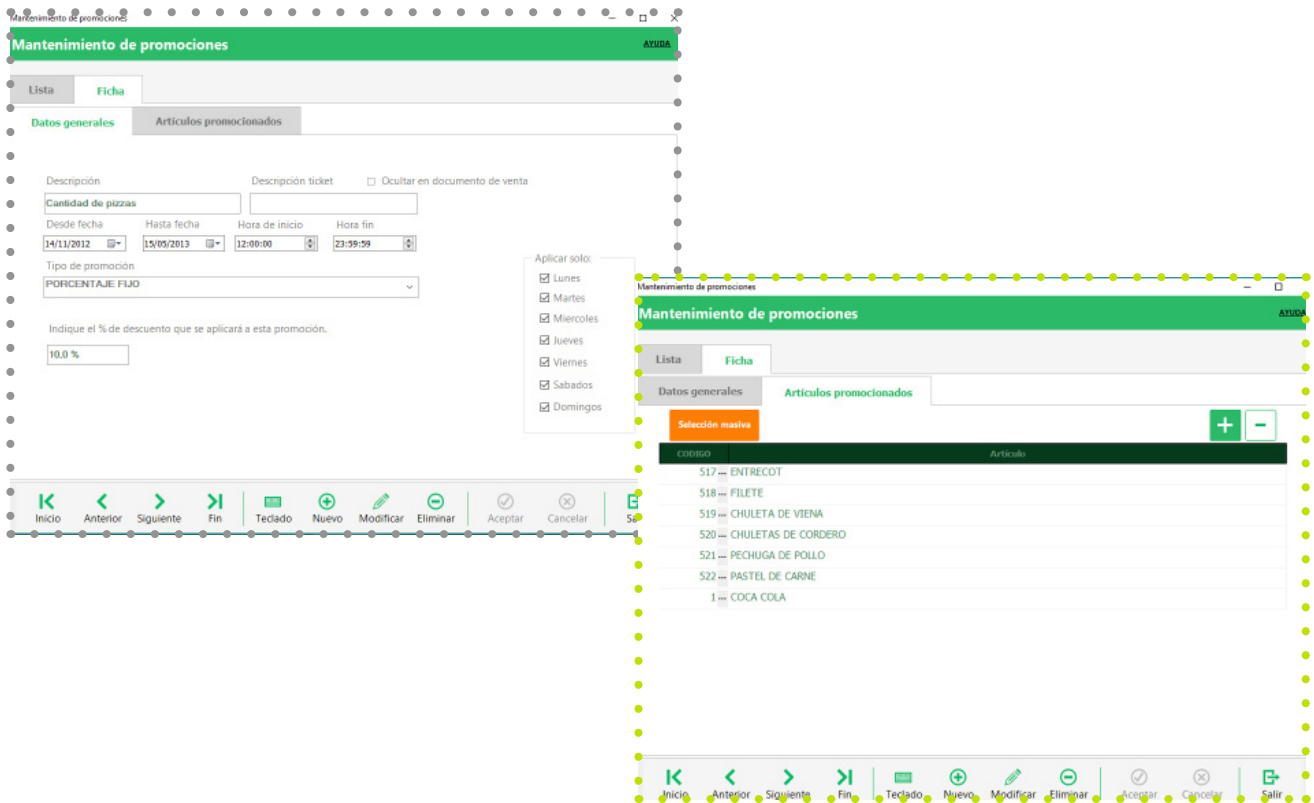 Mantenimiento de promociones
Mantenimiento de promociones AYUDA
Lista Ficha
Datos generales Artículos promocionados
Descripción Descripción ticket Ocultar en documento de venta
Cantidad de pizzas
Desde fecha Hasta fecha Hora de inicio Hora fin
14/11/2012 15/05/2013 12:00:00 23:59:59
Tipo de promoción
PORCENTAJE FIJO
Indique el % de descuento que se aplicará a esta promoción.
10,0 %
Aplicar solo:
Lunes
Martes
Miercoles
Jueves
Viernes
Sabados
Domingos
Inicio Anterior Siguiente Fin Teclado Nuevo Modificar Eliminar Aceptar Cancelar Sa
Mantenimiento de promociones
Mantenimiento de promociones AYUDA
Lista Ficha
Datos generales Artículos promocionados
Selección masiva + -
CODIGO Artículo
517 ... ENTRECOT
518 ... FILETE
519 ... CHULETA DE VIENA
520 ... CHULETAS DE CORDERO
521 ... PECHUGA DE POLLO
522 ... PASTEL DE CARNE
1 ... COCA COLA
Inicio Anterior Siguiente Fin Teclado Nuevo Modificar Eliminar Aceptar Cancelar Salir